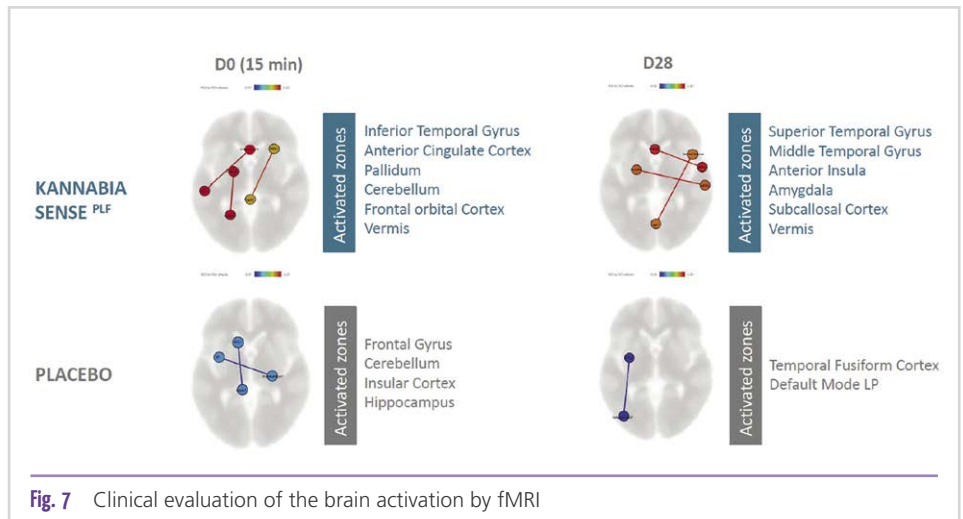 D0 (15 min)
D28
KANNABIA
SENSE PLF
Activated zones
Inferior Temporal Gyrus
Anterior Cingulate Cortex
Pallidum
Cerebellum
Frontal orbital Cortex
Vermis
Activated zones
Superior Temporal Gyrus
Middle Temporal Gyrus
Anterior Insula
Amygdala
Subcallosal Cortex
Vermis
PLACEBO
Activated zones
Frontal Gyrus
Cerebellum
Insular Cortex
Hippocampus
Activated zones
Temporal Fusiform Cortex
Default Mode LP
Fig. 7 Clinical evaluation of the brain activation by fMRI